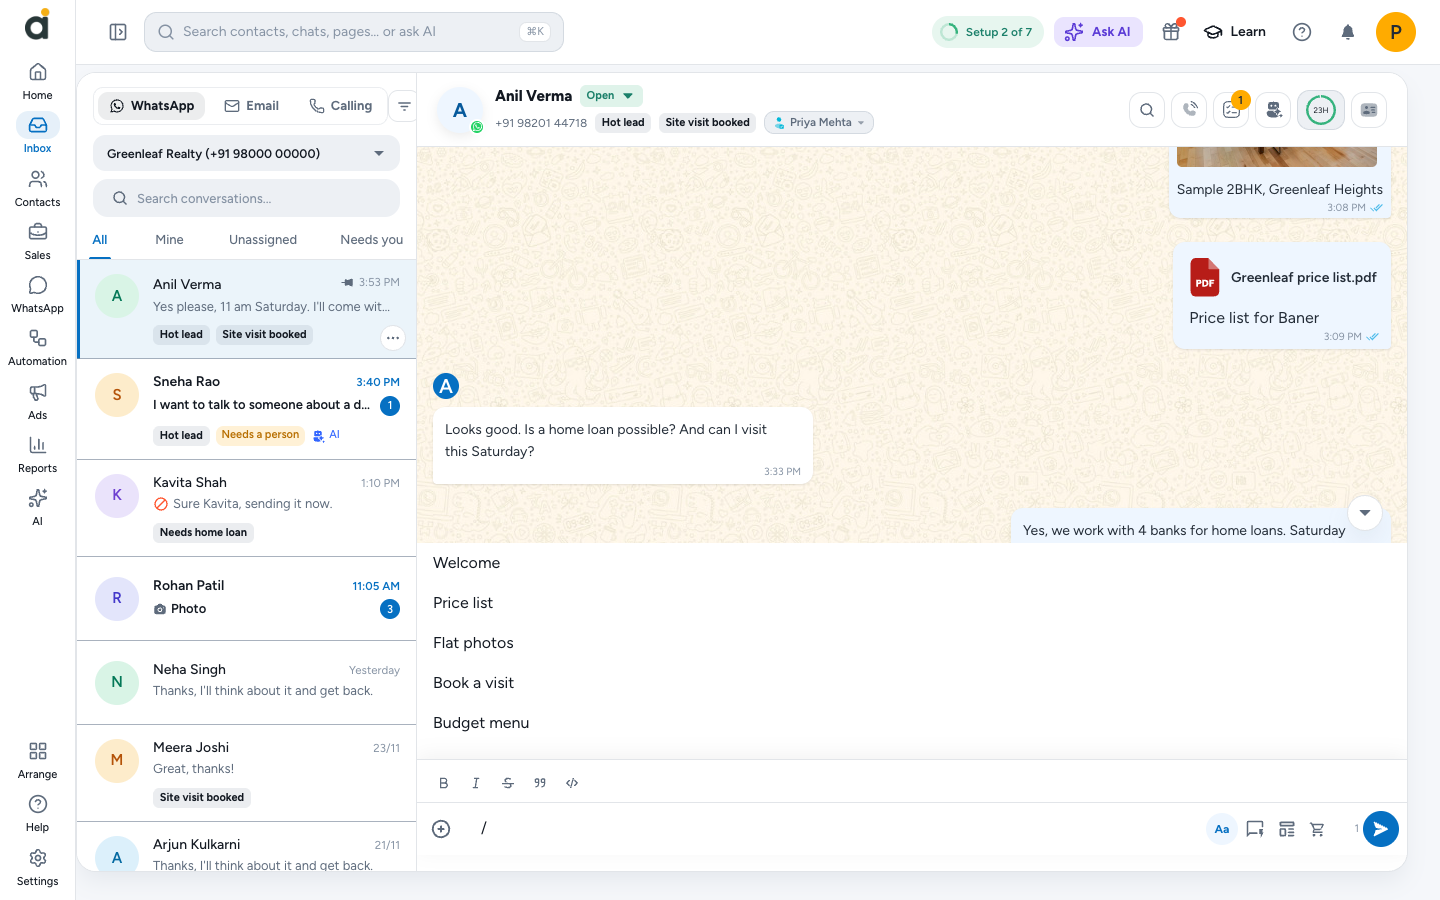 Search contacts, chats, pages... or ask AI
⌘K
Setup 2 of 7
Ask AI
Learn
P
Home
Inbox
Contacts
Sales
WhatsApp
Automation
Ads
Reports
AI
Arrange
Help
Settings
WhatsApp
Email
Calling
Greenleaf Realty (+91 98000 00000)
Search conversations...
All
Mine
Unassigned
Needs you
A
Anil Verma
3:53 PM
Yes please, 11 am Saturday. I'll come wit...
Hot lead
Site visit booked
S
Sneha Rao
3:40 PM
I want to talk to someone about a d...
1
Hot lead
Needs a person
AI
K
Kavita Shah
1:10 PM
Sure Kavita, sending it now.
Needs home loan
R
Rohan Patil
11:05 AM
Photo
3
N
Neha Singh
Yesterday
Thanks, I'll think about it and get back.
M
Meera Joshi
23/11
Great, thanks!
Site visit booked
A
Arjun Kulkarni
21/11
Thanks, I'll think about it and get back.
A
Anil Verma
Open
+91 98201 44718
Hot lead
Site visit booked
Priya Mehta
1
23H
Sample 2BHK, Greenleaf Heights
3:08 PM
PDF
Greenleaf price list.pdf
Price list for Baner
3:09 PM
A
Looks good. Is a home loan possible? And can I visit
this Saturday?
3:33 PM
Yes, we work with 4 banks for home loans. Saturday
Welcome
Price list
Flat photos
Book a visit
Budget menu
B
I
S
/
Aa
1